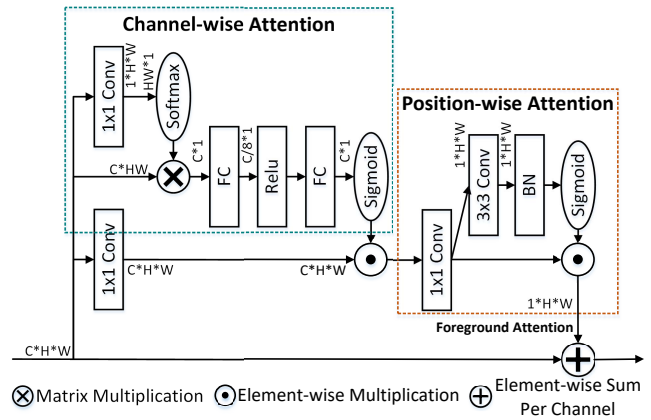 Channel-wise Attention
1x1 Conv
1*H*W
HW*1
Softmax
C*HW
C*1
FC
C/8*1
Relu
FC
C*1
Sigmoid
1x1 Conv
C*H*W
C*H*W
Position-wise Attention
1x1 Conv
1*H*W
3x3 Conv
1*H*W
BN
Sigmoid
1*H*W
Foreground Attention
C*H*W
Matrix Multiplication
Element-wise Multiplication
Element-wise Sum
Per Channel